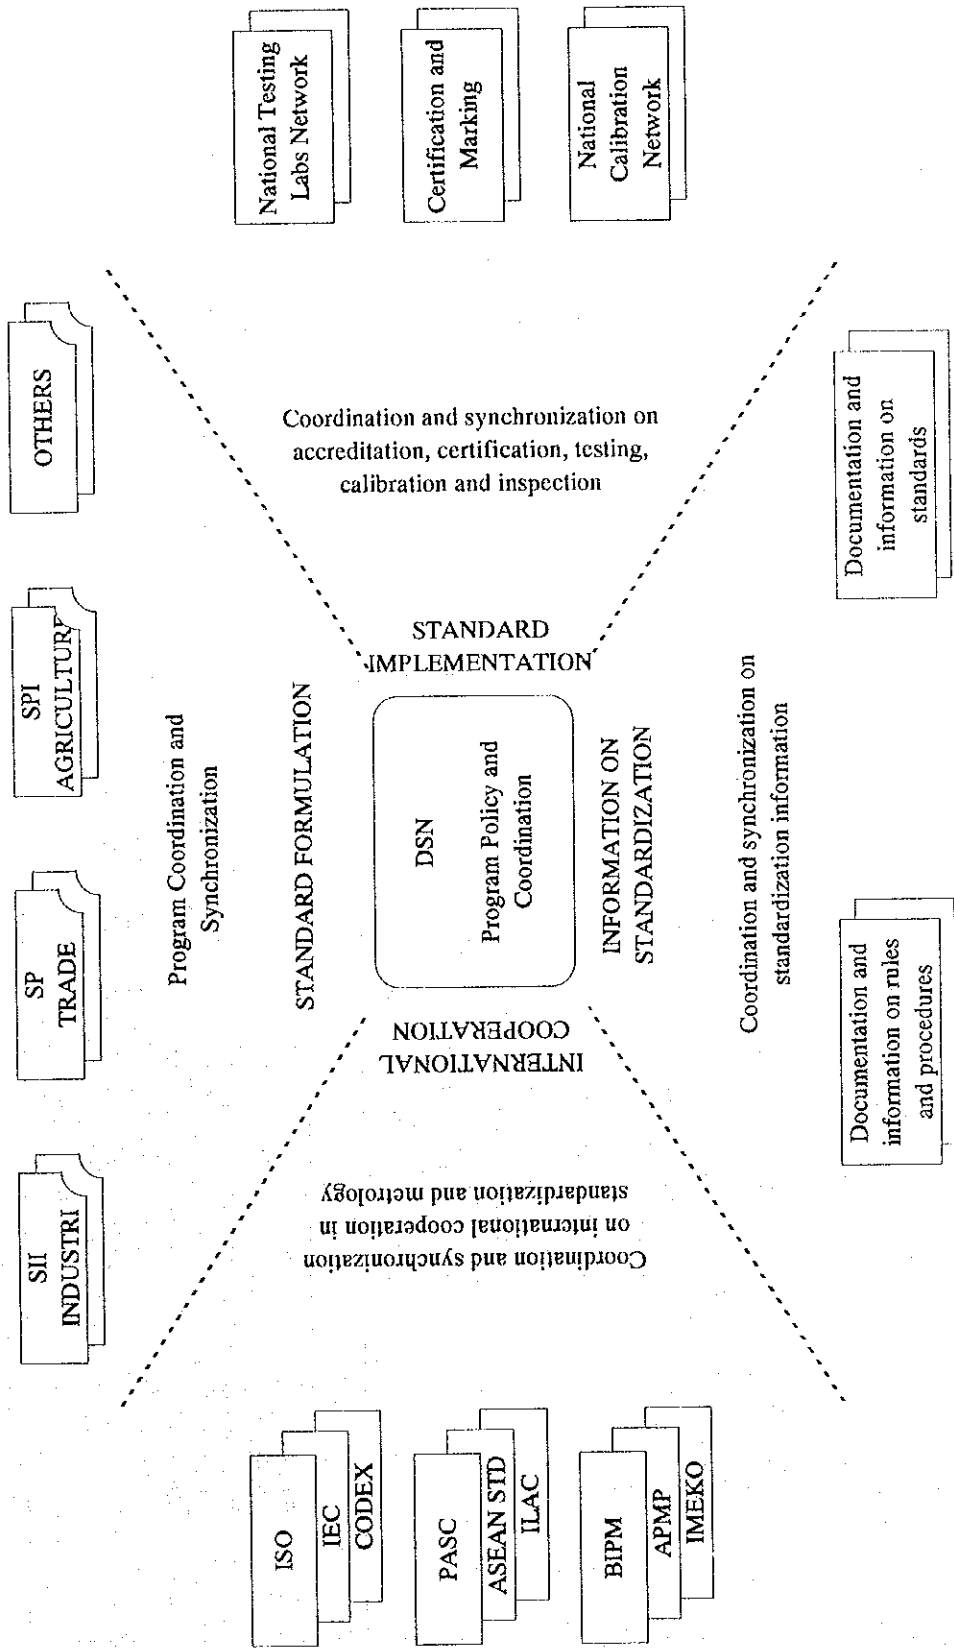 SII
INDUSTRI
SP
TRADE
SPI
AGRICULTURE
OTHERS
Program Coordination and
Synchronization
STANDARD FORMULATION
ISO
IEC
CODEX
PASC
ASEAN STD
ILAC
BIPM
APMP
IMEKO
Coordination and synchronization
on international cooperation in
standardization and metrology
INTERNATIONAL
COOPERATION
DSN
Program Policy and
Coordination
STANDARD
IMPLEMENTATION
Coordination and synchronization on
accreditation, certification, testing,
calibration and inspection
National Testing
Labs Network
Certification and
Marking
National
Calibration
Network
INFORMATION ON
STANDARDIZATION
Coordination and synchronization on
standardization information
Documentation and
information on rules
and procedures
Documentation and
information on
standards